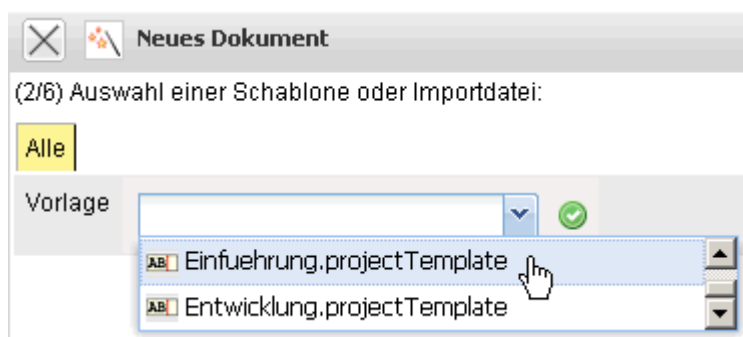 Neues Dokument
(2/6) Auswahl einer Schablone oder Importdatei:
Alle
Vorlage
Einfuehrung.projectTemplate
Entwicklung.projectTemplate